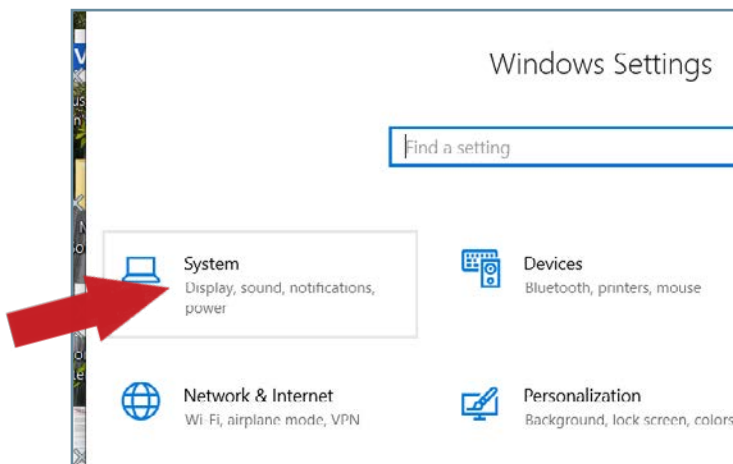 Windows Settings
Find a setting
System
Display, sound, notifications,
power
Devices
Bluetooth, printers, mouse
Network & Internet
Wi-Fi, airplane mode, VPN
Personalization
Background, lock screen, colors